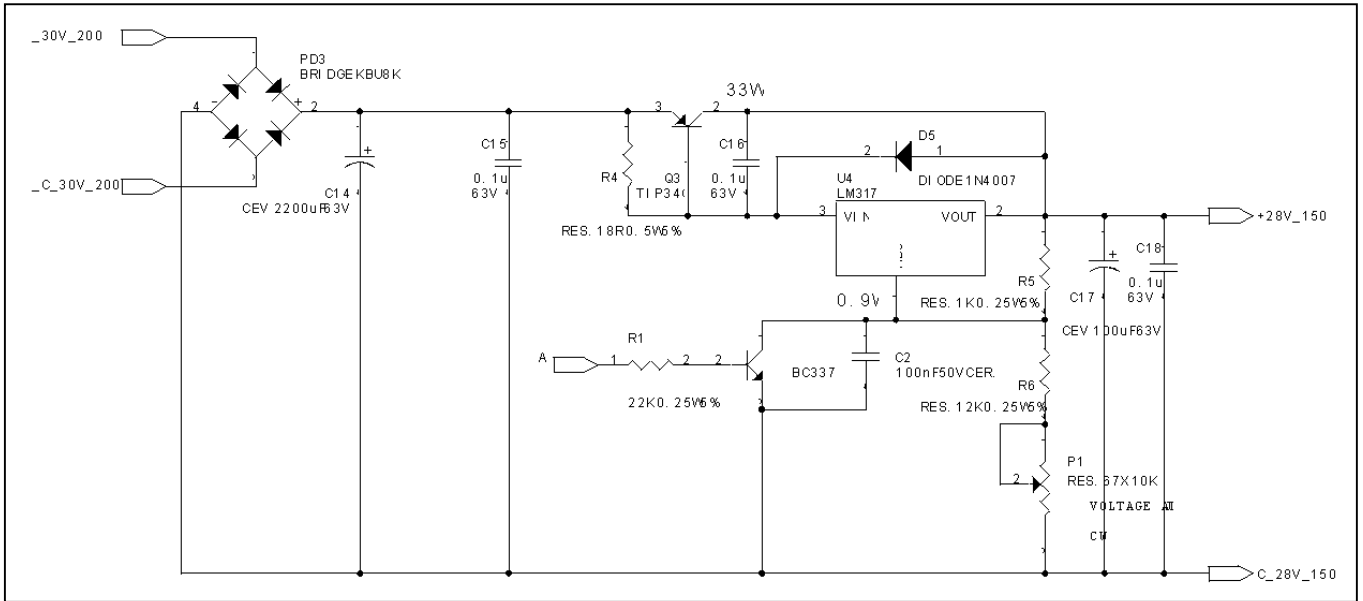 _30V_200
PD3
BRIDGEKBU8K
4
2
_C_30V_200
C14
CEV 2200uF63V
C15
0.1u
63V
3
2
33W
R4
Q3
TIP34C
RES.18R0.5W5%
C16
0.1u
63V
2
1
D5
DIODE1N4007
U4
LM317
3
VIN
VOUT
2
+28V_150
0.9W
R5
RES.1K0.25W5%
C17
CEV 100uF63V
C18
0.1u
63V
A
1
R1
2
2
22K0.25W5%
BC337
C2
100nF50VCER.
R6
RES.12K0.25W5%
2
P1
RES.67X10K
VOLTAGE
CW
C_28V_150